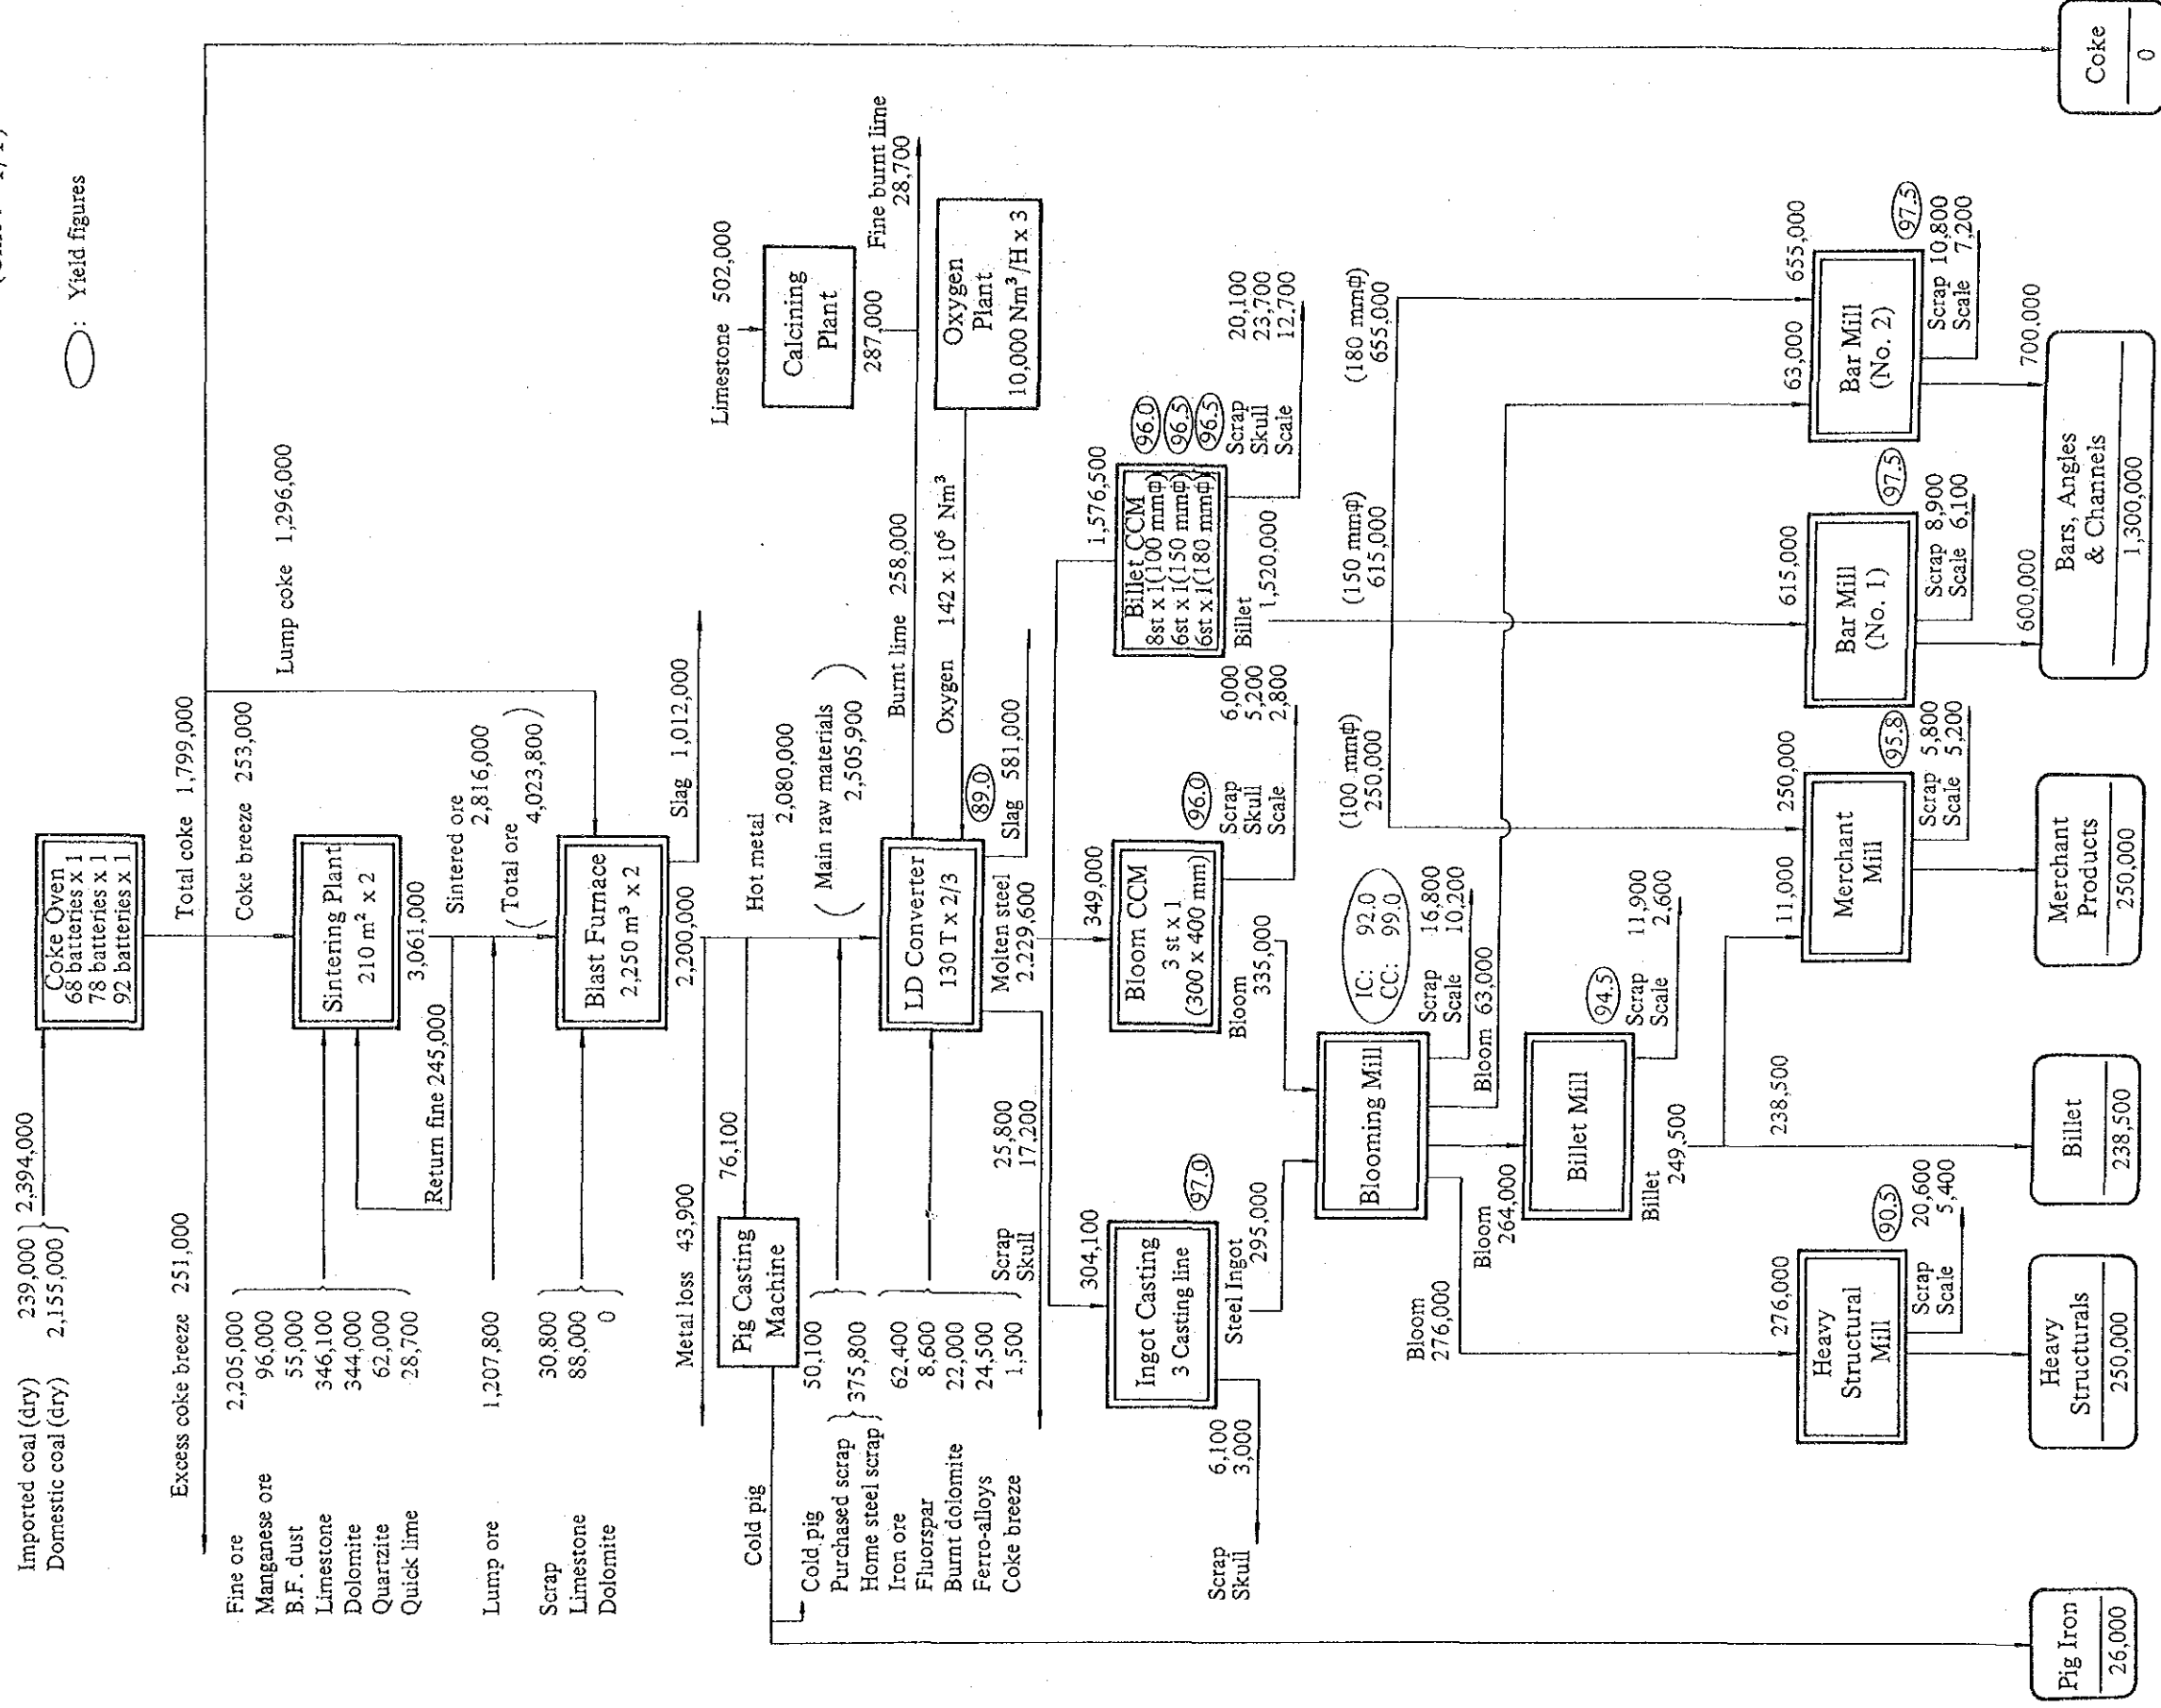 ◯: Yield figures
Imported coal (dry) 239,000
Domestic coal (dry) 2,155,000
2,394,000
Coke Oven
68 batteries x 1
78 batteries x 1
92 batteries x 1
Total coke 1,799,000
Excess coke breeze 251,000
Coke breeze 253,000
Lump coke 1,296,000
Fine ore 2,205,000
Manganese ore 96,000
B.F. dust 55,000
Limestone 346,100
Dolomite 344,000
Quartzite 62,000
Quick lime 28,700
Sintering Plant
210 m² x 2
3,061,000
Return fine 245,000
Sintered ore
2,816,000
(Total ore
4,023,800)
Lump ore 1,207,800
Scrap 30,800
Limestone 88,000
Dolomite 0
Blast Furnace
2,250 m³ x 2
Slag 1,012,000
2,200,000
Metal loss 43,900
Hot metal
2,080,000
76,100
Pig Casting
Machine
Cold pig
(Main raw materials)
2,505,900
Limestone 502,000
Calcining
Plant
287,000
Fine burnt lime
28,700
Burnt lime 258,000
Oxygen
Plant
10,000 Nm³/H x 3
Oxygen 142 x 10⁶ Nm³
Cold pig 50,100
Purchased scrap
Home steel scrap
375,800
Iron ore 62,400
Fluorspar 8,600
Burnt dolomite 22,000
Ferro-alloys 24,500
Coke breeze 1,500
LD Converter
130 T x 2/3
89.0
Slag 581,000
Molten steel
2.229,600
Scrap 25,800
Skull 17,200
304,100
349,000
1,576,500
Ingot Casting
3 Casting line
97.0
Scrap 6,100
Skull 3,000
Steel Ingot
295,000
Bloom CCM
3 st x 1
(300 x 400 mm)
96.0
Scrap 6,000
Skull 5,200
Scale 2,800
Bloom
335,000
Billet CCM
8st x 1(100 mmφ)
6st x 1(150 mmφ)
6st x 1(180 mmφ)
96.0
96.5
96.5
Scrap 20,100
Skull 23,700
Scale 12.700
Billet
1,520,000
(100 mmφ)
250,000
(150 mmφ)
615,000
(180 mmφ)
655,000
Blooming Mill
IC: 92.0
CC: 99.0
Scrap 16,800
Scale 10,200
Bloom 63,000
Bloom
264,000
Bloom
276,000
Billet Mill
94.5
Scrap 11,900
Scale 2,600
Billet
249,500
238,500
276,000
11,000
250,000
615,000
63,000
655,000
Heavy
Structural
Mill
90.5
Scrap 20,600
Scale 5,400
Merchant
Mill
95.8
Scrap 5,800
Scale 5,200
Bar Mill
(No. 1)
97.5
Scrap 8,900
Scale 6,100
Bar Mill
(No. 2)
97.5
Scrap 10,800
Scale 7,200
600,000
700,000
Pig Iron
26,000
Heavy
Structurals
250,000
Billet
238,500
Merchant
Products
250,000
Bars, Angles
& Channels
1,300,000
Coke
0